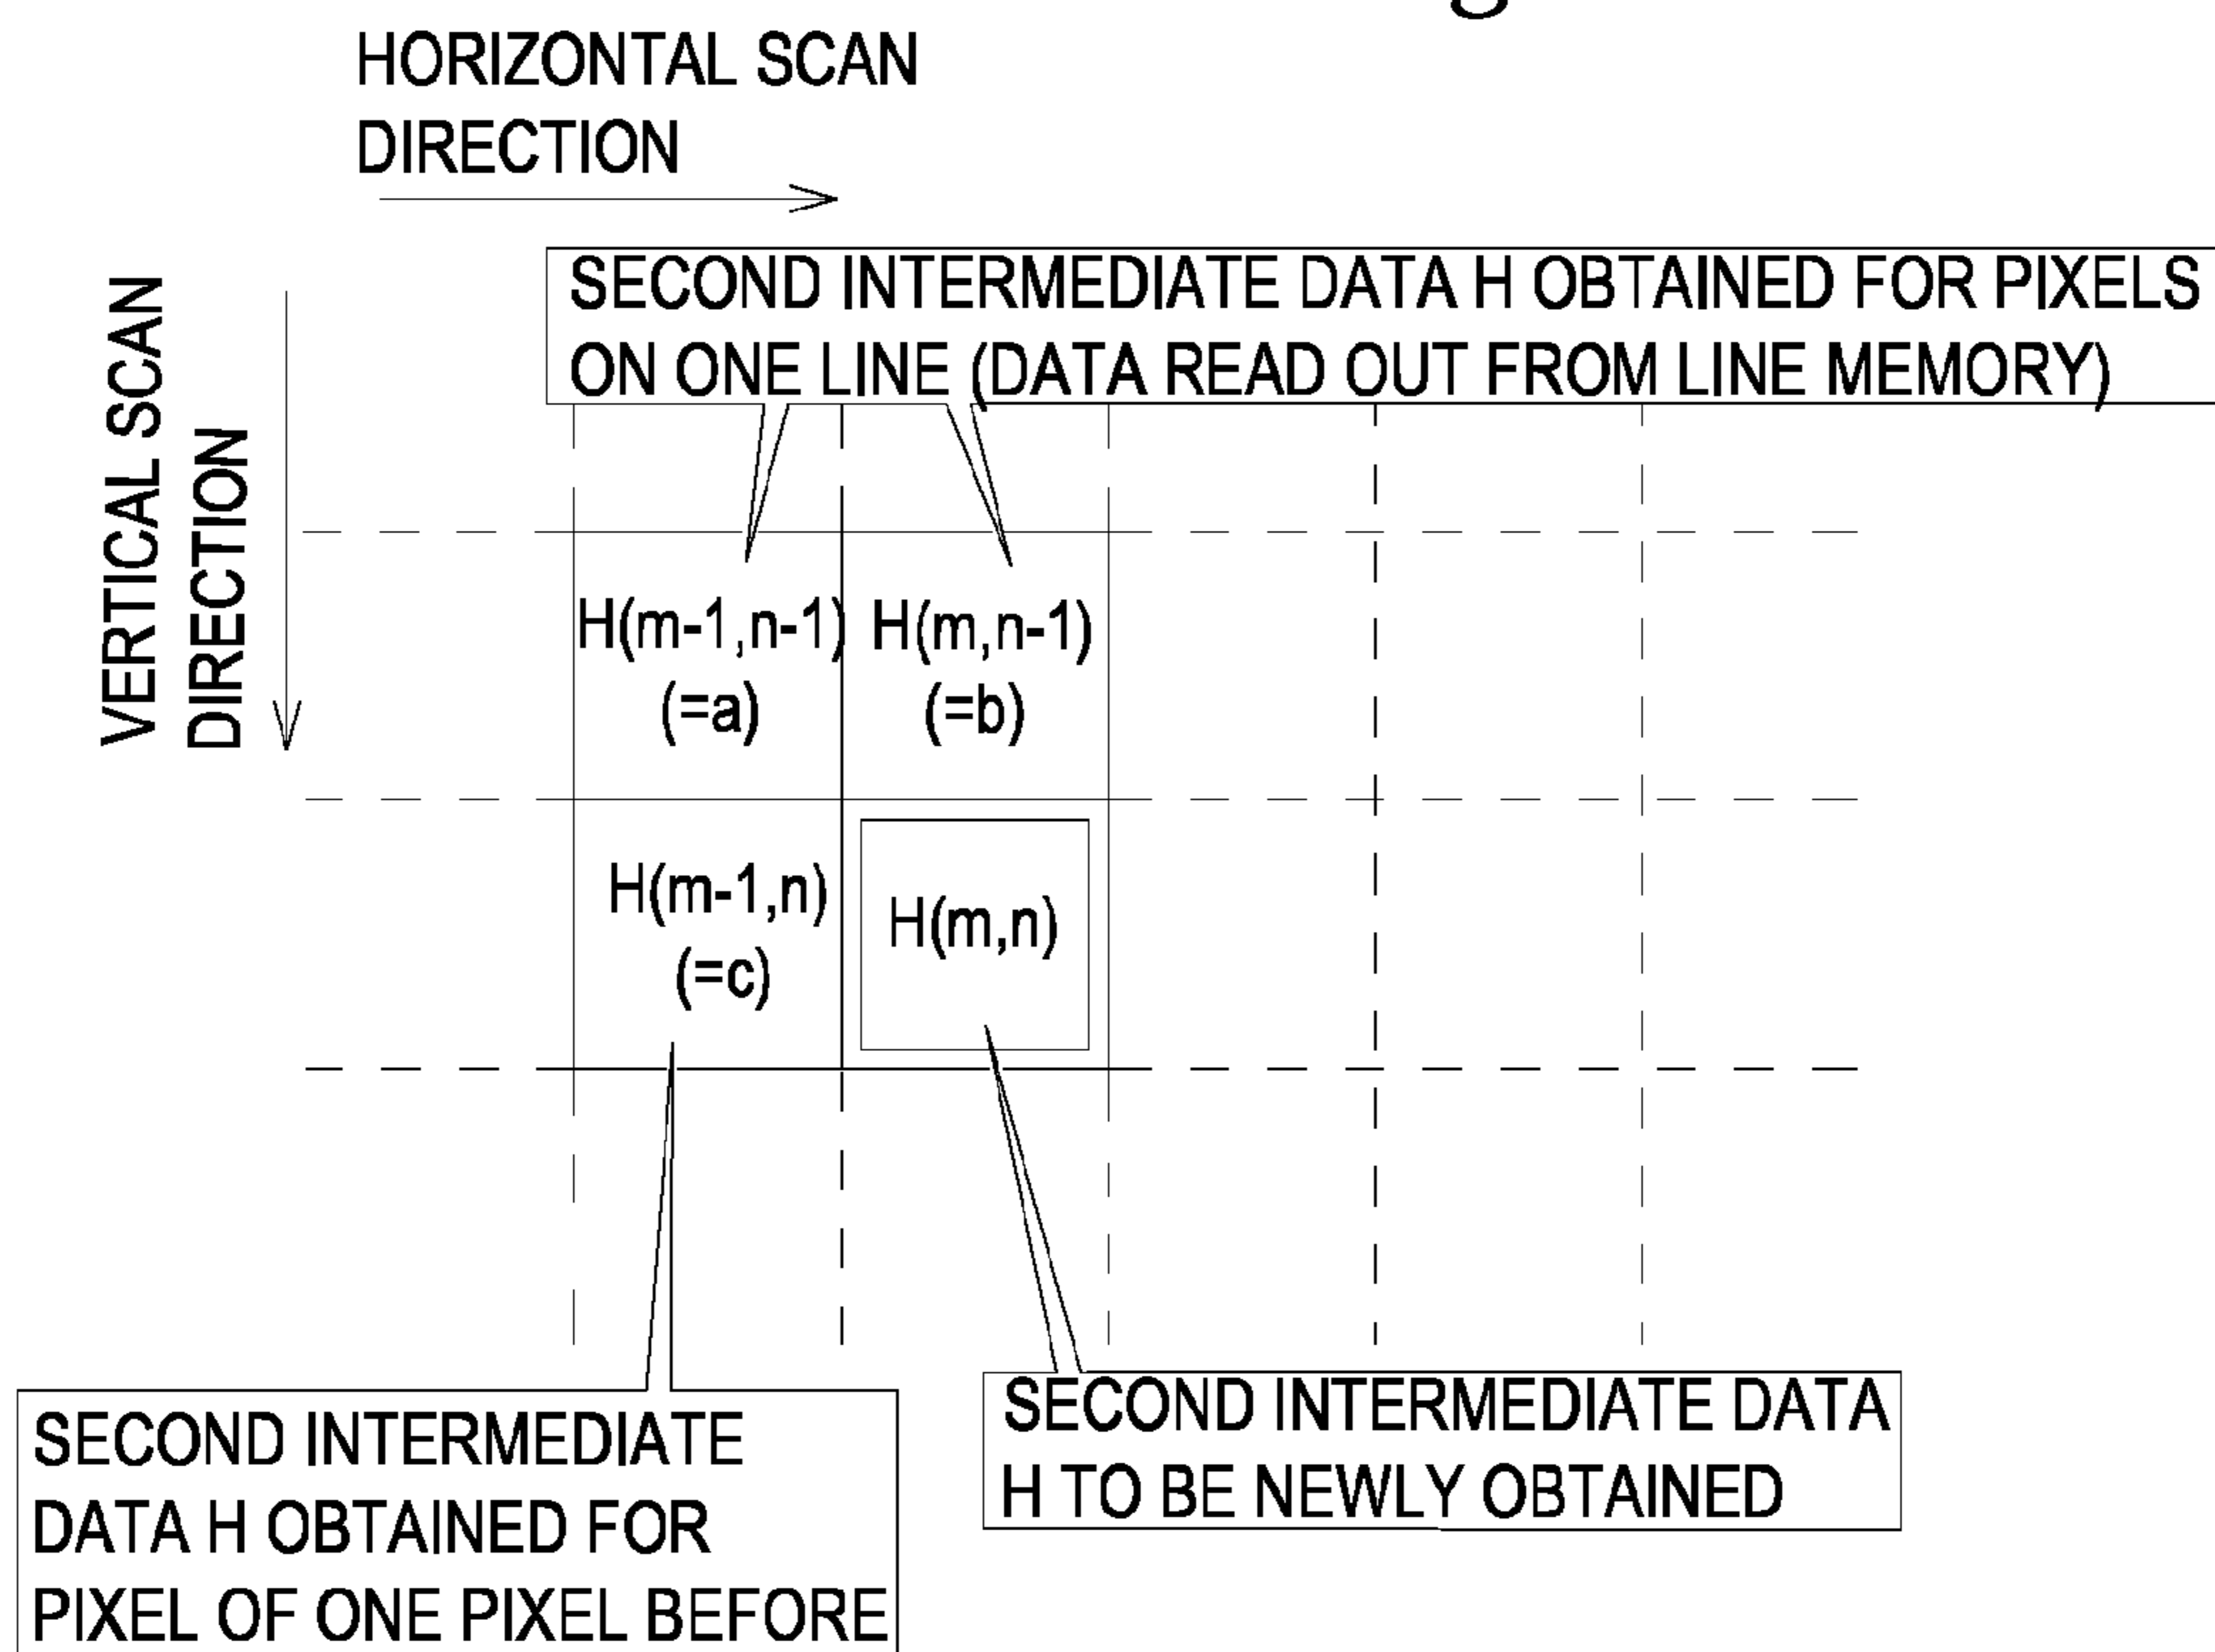 HORIZONTAL SCAN
DIRECTION
VERTICAL SCAN
DIRECTION
SECOND INTERMEDIATE DATA H OBTAINED FOR PIXELS
ON ONE LINE (DATA READ OUT FROM LINE MEMORY)
H(m-1,n-1)
(=a)
H(m,n-1)
(=b)
H(m-1,n)
(=c)
H(m,n)
SECOND INTERMEDIATE
DATA H OBTAINED FOR
PIXEL OF ONE PIXEL BEFORE
SECOND INTERMEDIATE DATA
H TO BE NEWLY OBTAINED